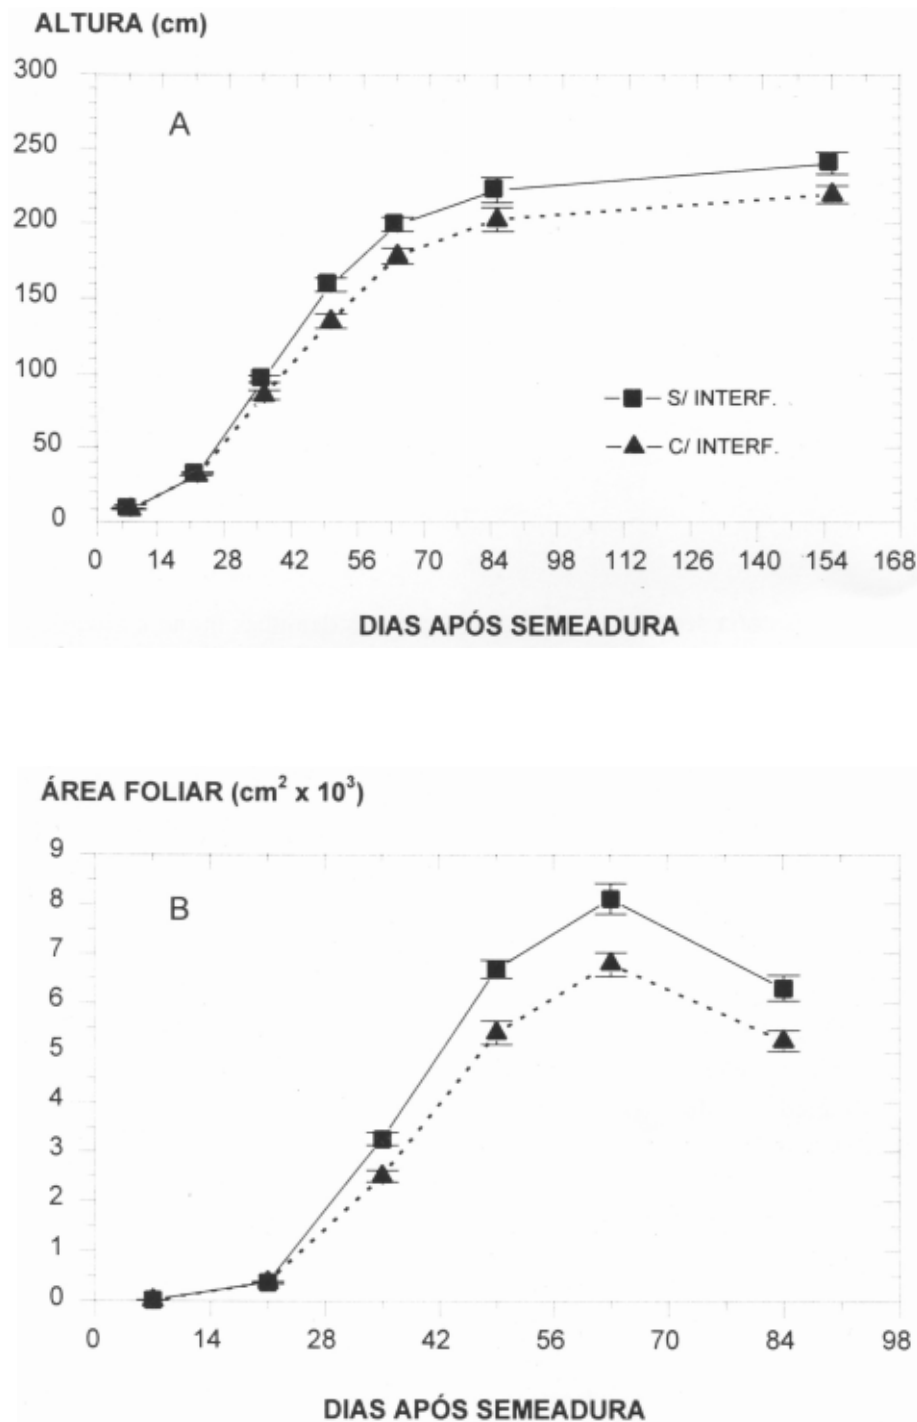 ALTURA (cm)
300
A
250
200
150
100
S/ INTERF.
C/ INTERF.
50
0
0 14 28 42 56 70 84 98 112 126 140 154 168
DIAS APÓS SEMEADURA
ÁREA FOLIAR (cm² x 10³)
9
8
B
7
6
5
4
3
2
1
0
0 14 28 42 56 70 84 98
DIAS APÓS SEMEADURA